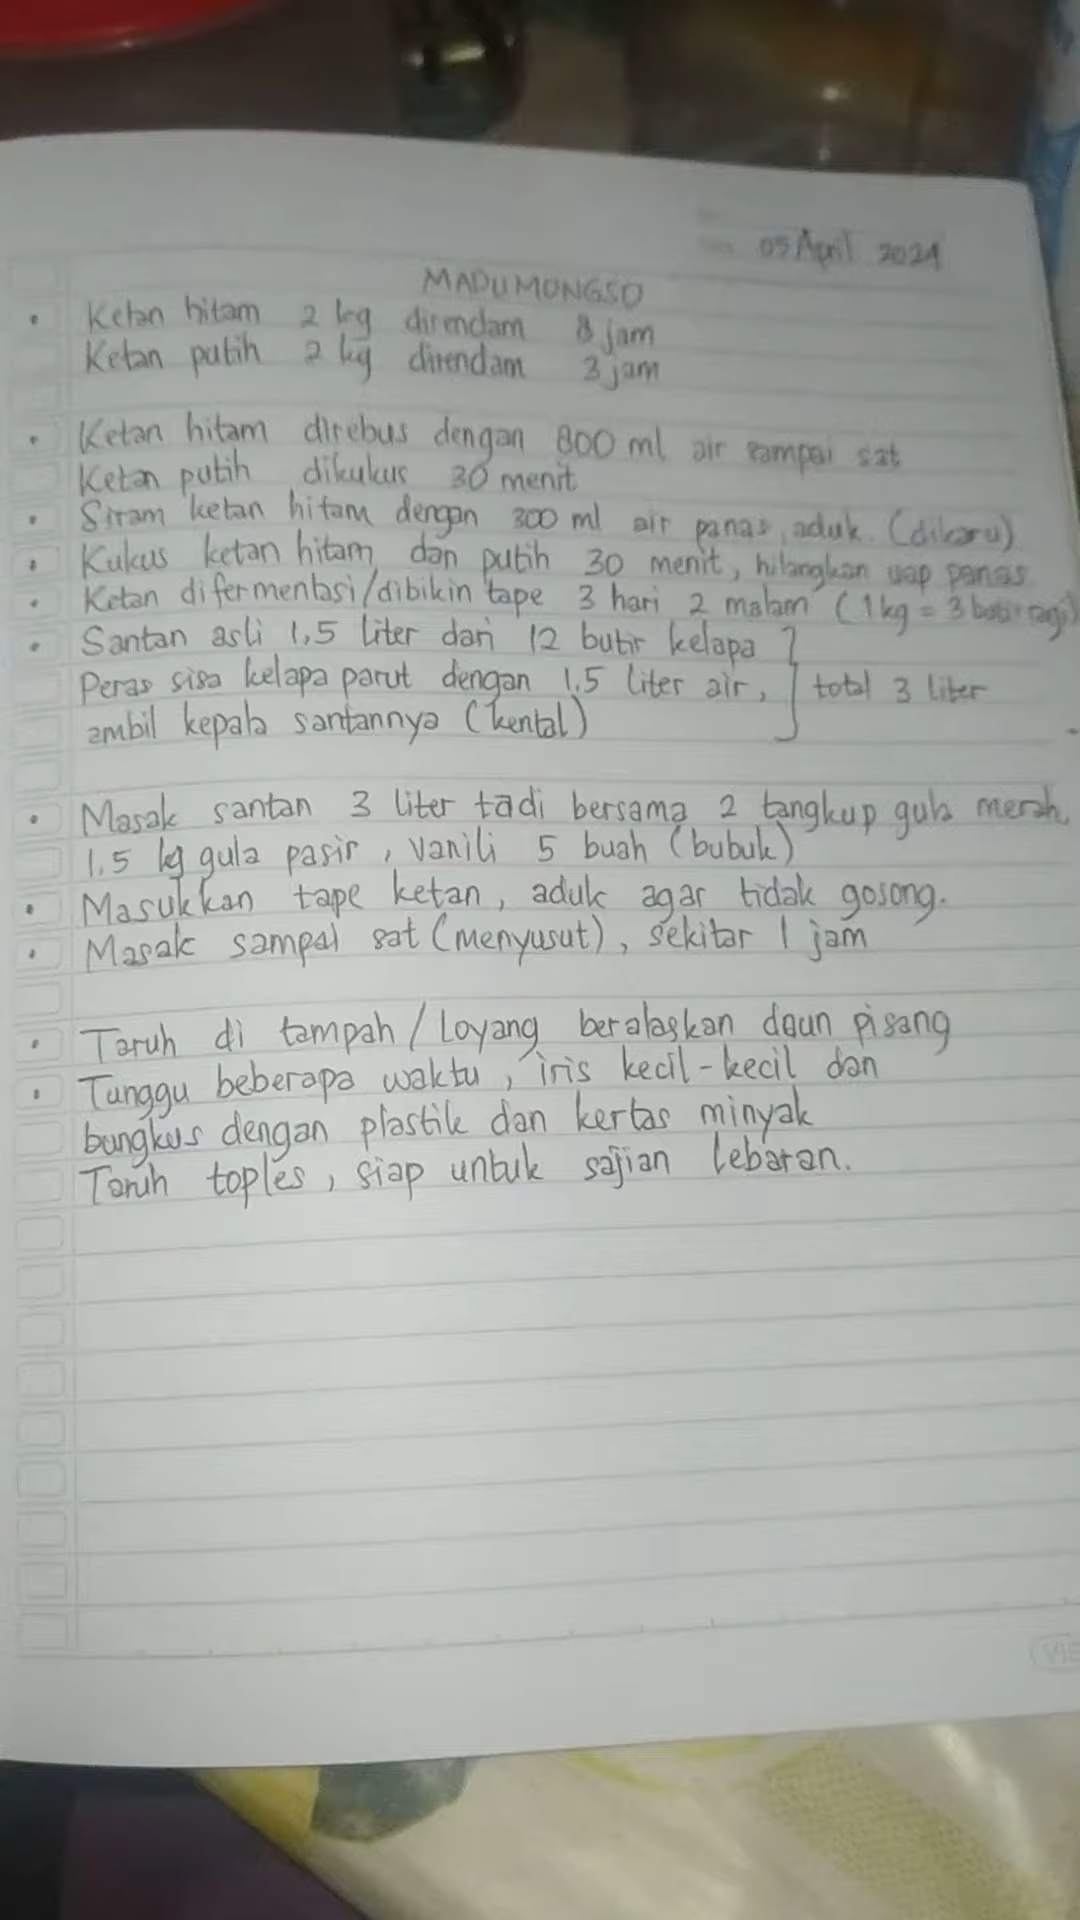 05 April 2024
MADUMONGSO
• Ketan hitam 2 kg direndam 8 jam
Ketan putih 2 kg direndam 3 jam
• Ketan hitam direbus dengan 800 ml air sampai sat
Ketan putih dikukus 30 menit
• Siram ketan hitam dengan 300 ml air panas, aduk. (dikaru)
• Kukus ketan hitam dan putih 30 menit, hilangkan uap panas
• Ketan difermentasi/dibikin tape 3 hari 2 malam (1 kg = 3 butir ragi)
• Santan asli 1,5 liter dari 12 butir kelapa
Peras sisa kelapa parut dengan 1,5 liter air, ] total 3 liter
ambil kepala santannya (kental)
• Masak santan 3 liter tadi bersama 2 tangkup gula merah,
1,5 kg gula pasir, vanili 5 buah (bubuk)
• Masukkan tape ketan, aduk agar tidak gosong.
• Masak sampai sat (menyusut), sekitar 1 jam
• Taruh di tampah/Loyang beralaskan daun pisang
• Tunggu beberapa waktu, iris kecil-kecil dan
bungkus dengan plastik dan kertas minyak
Taruh toples, siap untuk sajian lebaran.